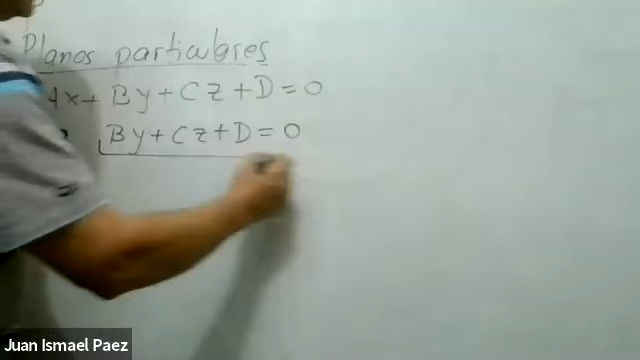 Planos particulares
Ax + By + Cz + D = 0
By + Cz + D = 0
Juan Ismael Paez